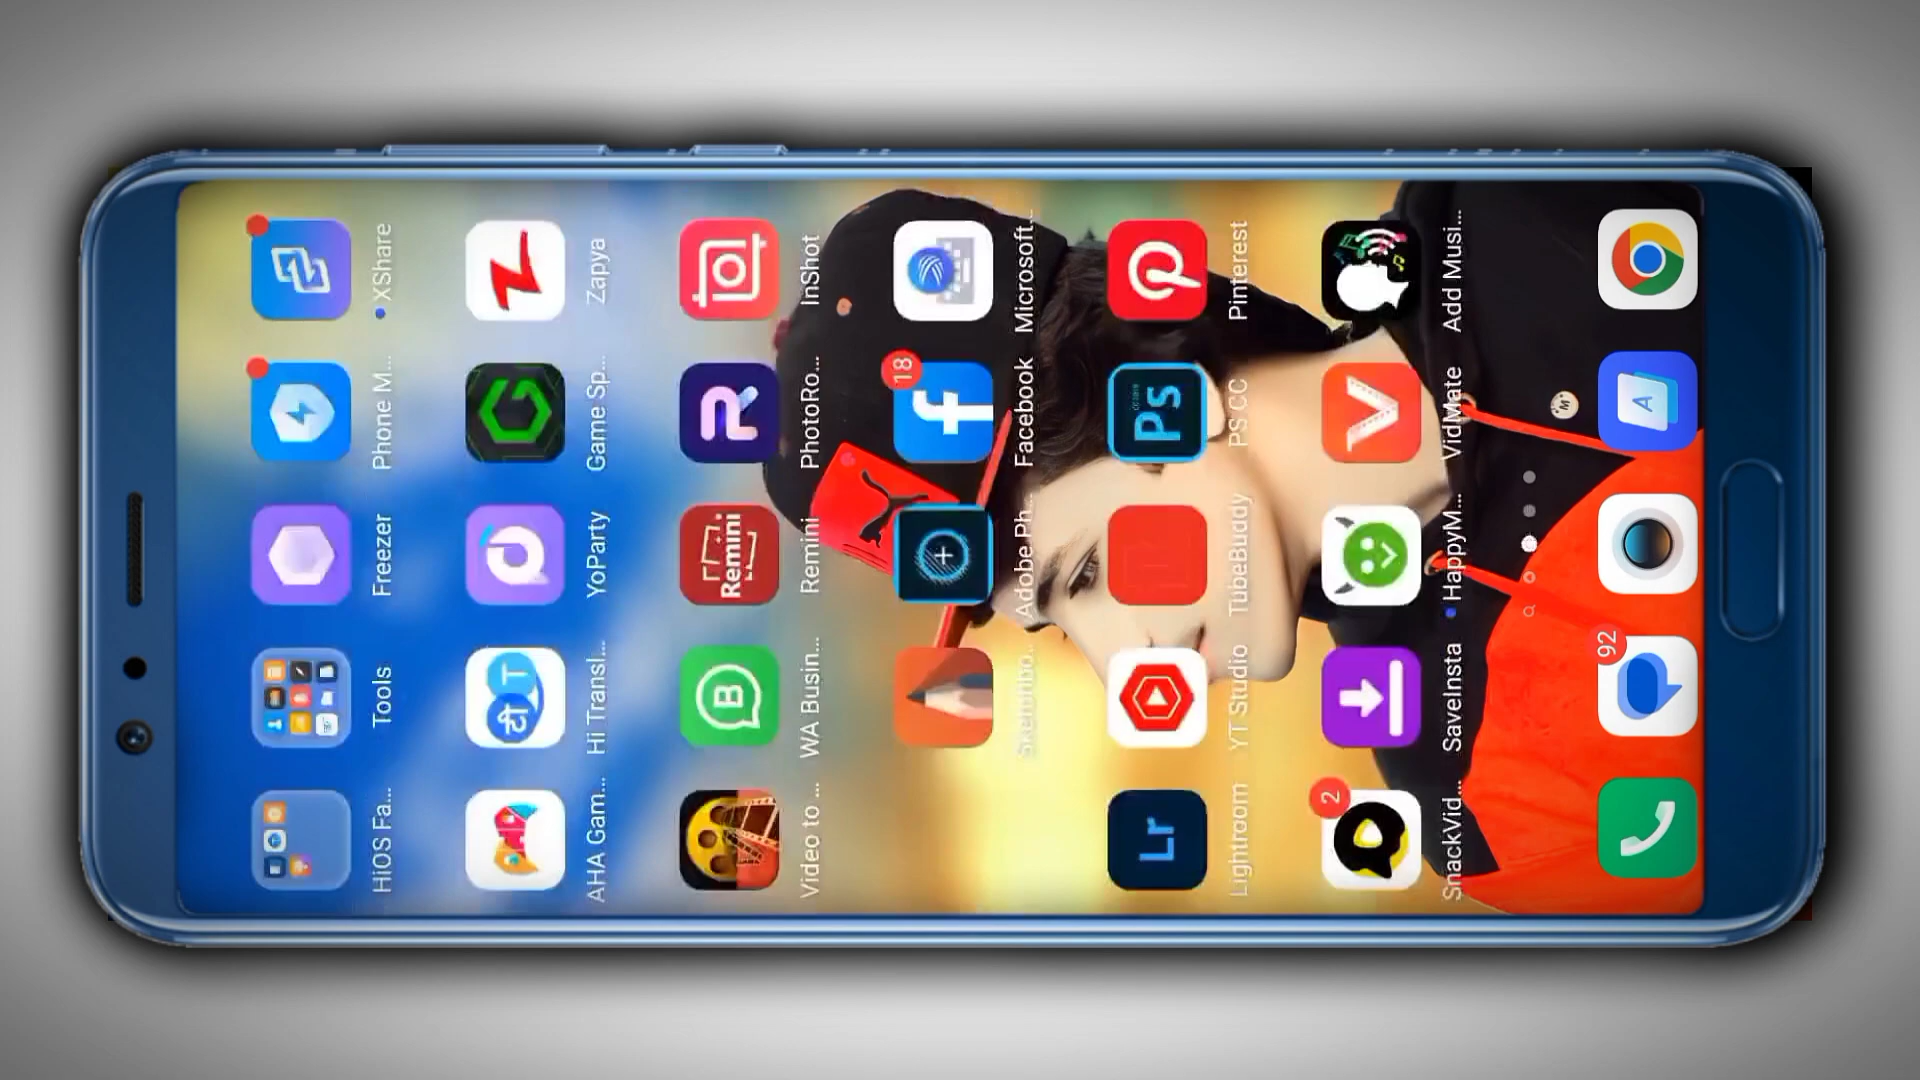 HiOS Fa...
Tools
Freezer
Phone M...
XShare
AHA Gam...
Hi Transl...
YoParty
Game Sp...
Zapya
Remini
Video to ...
WA Busin...
Remini
PhotoRo...
InShot
18
Adobe Ph...
Facebook
Microsoft...
Lr
Ps
Lightroom
YT Studio
TubeBuddy
PS CC
Pinterest
2
SnackVid...
SaveInsta
HappyM...
VidMate
Add Musi...
92
A